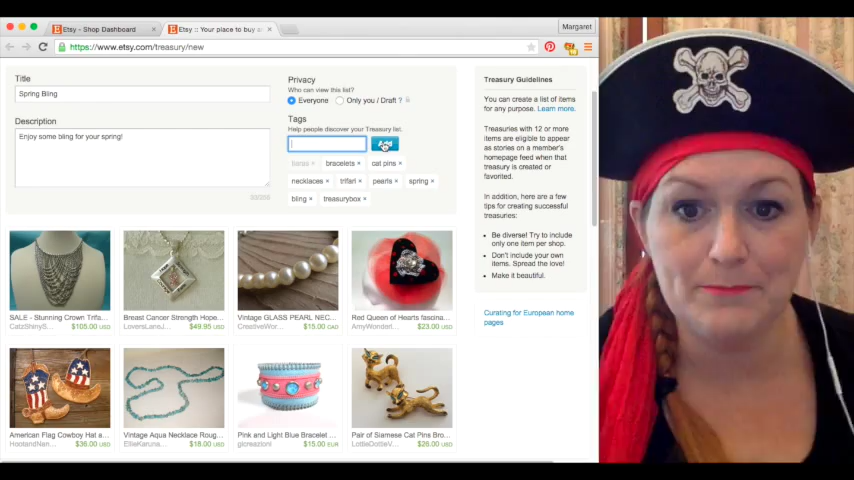 Etsy - Shop Dashboard
Etsy :: Your place to buy
Margaret
https://www.etsy.com/treasury/new
Title
Spring Bling
Description
Enjoy some bling for your spring!
Privacy
Who can view this list?
Everyone Only you / Draft ?
Tags
Help people discover your Treasury list.
Add
tiaras × bracelets × cat pins ×
necklaces × trifari × pearls × spring ×
bling × treasurybox ×
Treasury Guidelines
You can create a list of items
for any purpose. Learn more.
Treasuries with 12 or more
items are eligible to appear
as stories on a member's
homepage feed when that
treasury is created or
favorited.
In addition, here are a few
tips for creating successful
treasuries:
• Be diverse! Try to include
only one item per shop.
• Don't include your own
items. Spread the love!
• Make it beautiful.
Curating for European home
pages
SALE - Stunning Crown Trifa...
CatzShinyS... $105.00 USD
Breast Cancer Strength Hope...
LoversLaneJ... $49.95 USD
Vintage GLASS PEARL NEC...
CreativeWor... $15.00 CAD
Red Queen of Hearts fascina...
AmyWonderl... $23.00 USD
American Flag Cowboy Hat a...
HootandNan... $36.00 USD
Vintage Aqua Necklace Roug...
EllieKaruna... $18.00 USD
Pink and Light Blue Bracelet ...
gicreazioni $15.00 EUR
Pair of Siamese Cat Pins Bro...
LottieDottieV... $26.00 USD